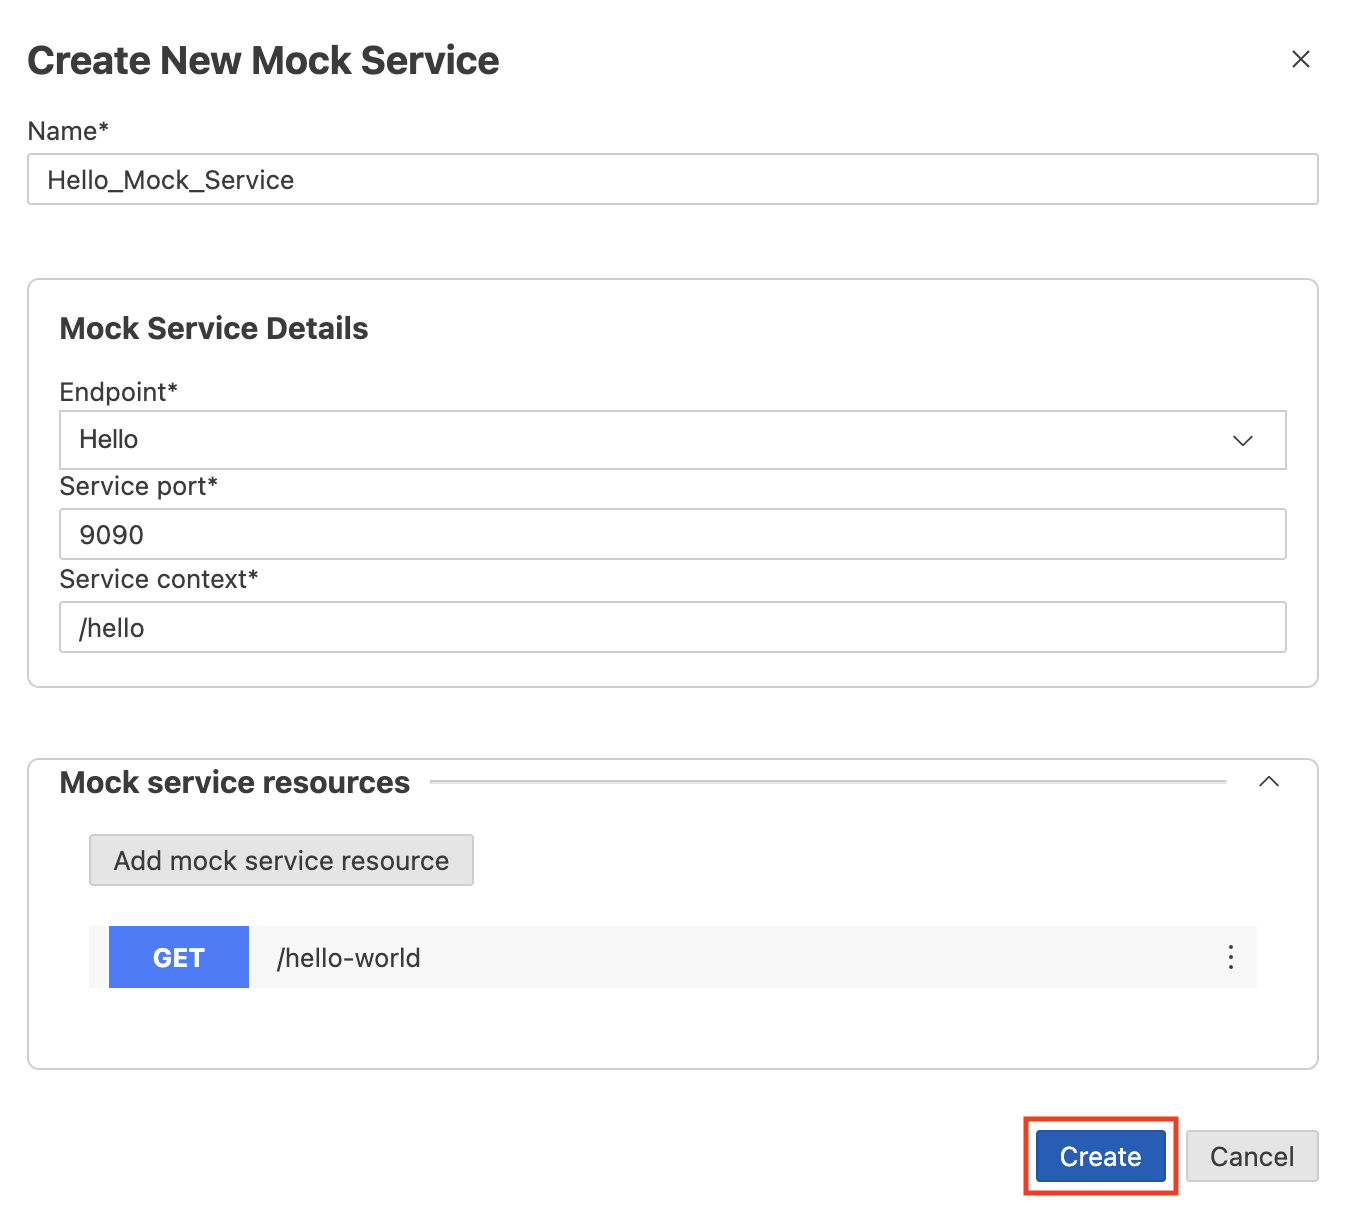 Create New Mock Service
Name*
Hello_Mock_Service
Mock Service Details
Endpoint*
Hello
Service port*
9090
Service context*
/hello
Mock service resources
Add mock service resource
GET /hello-world
Create Cancel